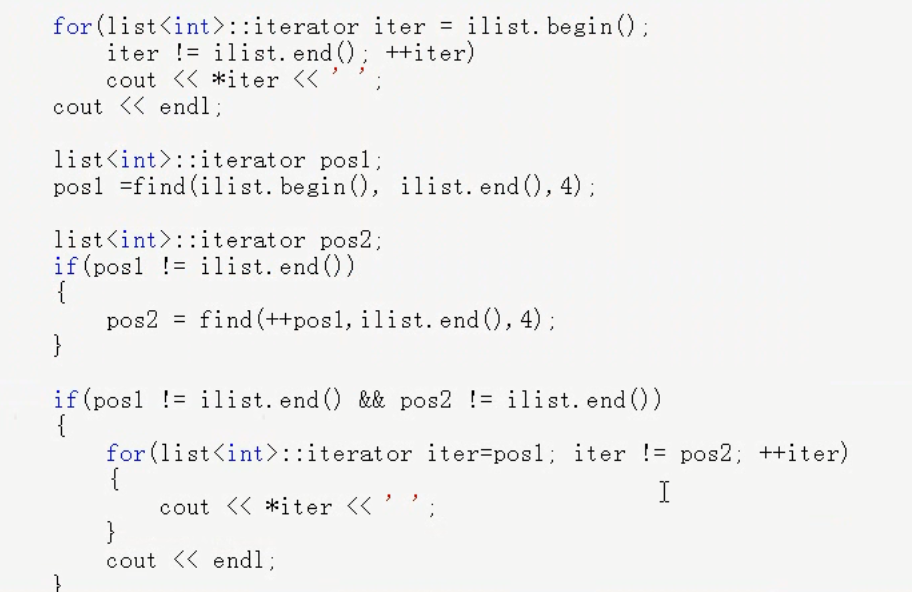 for(list<int>::iterator iter = ilist.begin();
    iter != ilist.end(); ++iter)
    cout << *iter << ' ';
cout << endl;
list<int>::iterator pos1;
pos1 =find(ilist.begin(), ilist.end(),4);
list<int>::iterator pos2;
if(pos1 != ilist.end())
{
    pos2 = find(++pos1,ilist.end(),4);
}
if(pos1 != ilist.end() && pos2 != ilist.end())
{
    for(list<int>::iterator iter=pos1; iter != pos2; ++iter)
    {
        cout << *iter << ' ';
    }
    cout << endl;
}